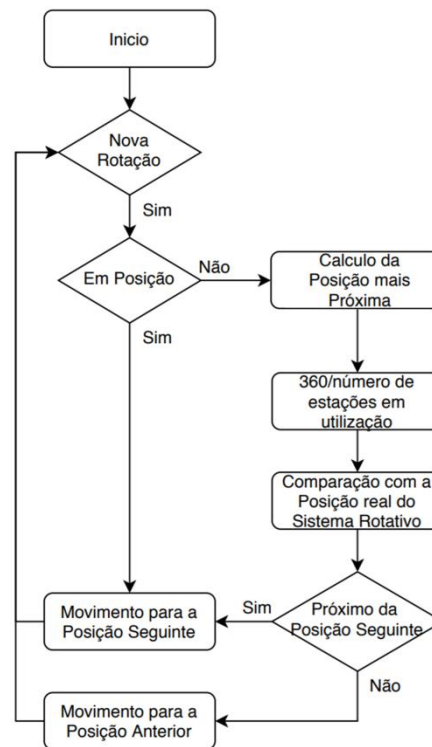 Inicio
Nova
Rotação
Sim
Em Posição
Não
Calculo da
Posição mais
Próxima
Sim
360/número de
estações em
utilização
Comparação com a
Posição real do
Sistema Rotativo
Movimento para a
Posição Seguinte
Sim
Próximo da
Posição Seguinte
Não
Movimento para a
Posição Anterior